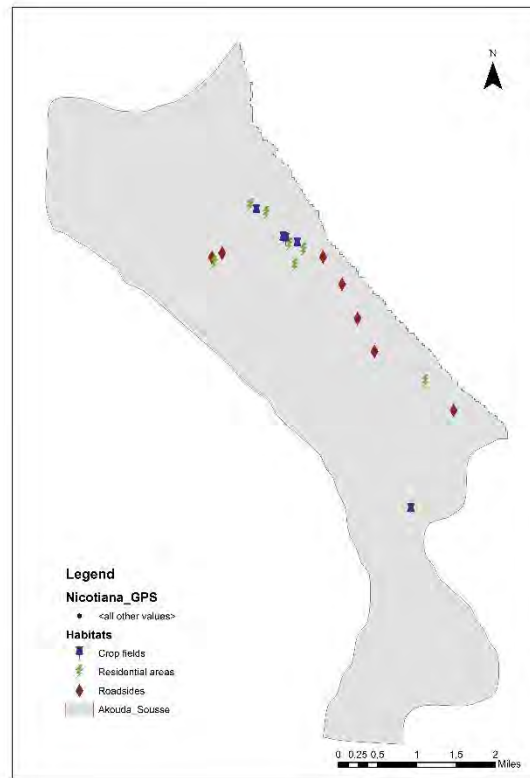 N
Legend
Nicotiana_GPS
<all other values>
Habitats
Crop fields
Residential areas
Roadsides
Akouda_Sousse
0 0.25 0.5 1 1.5 2
Miles